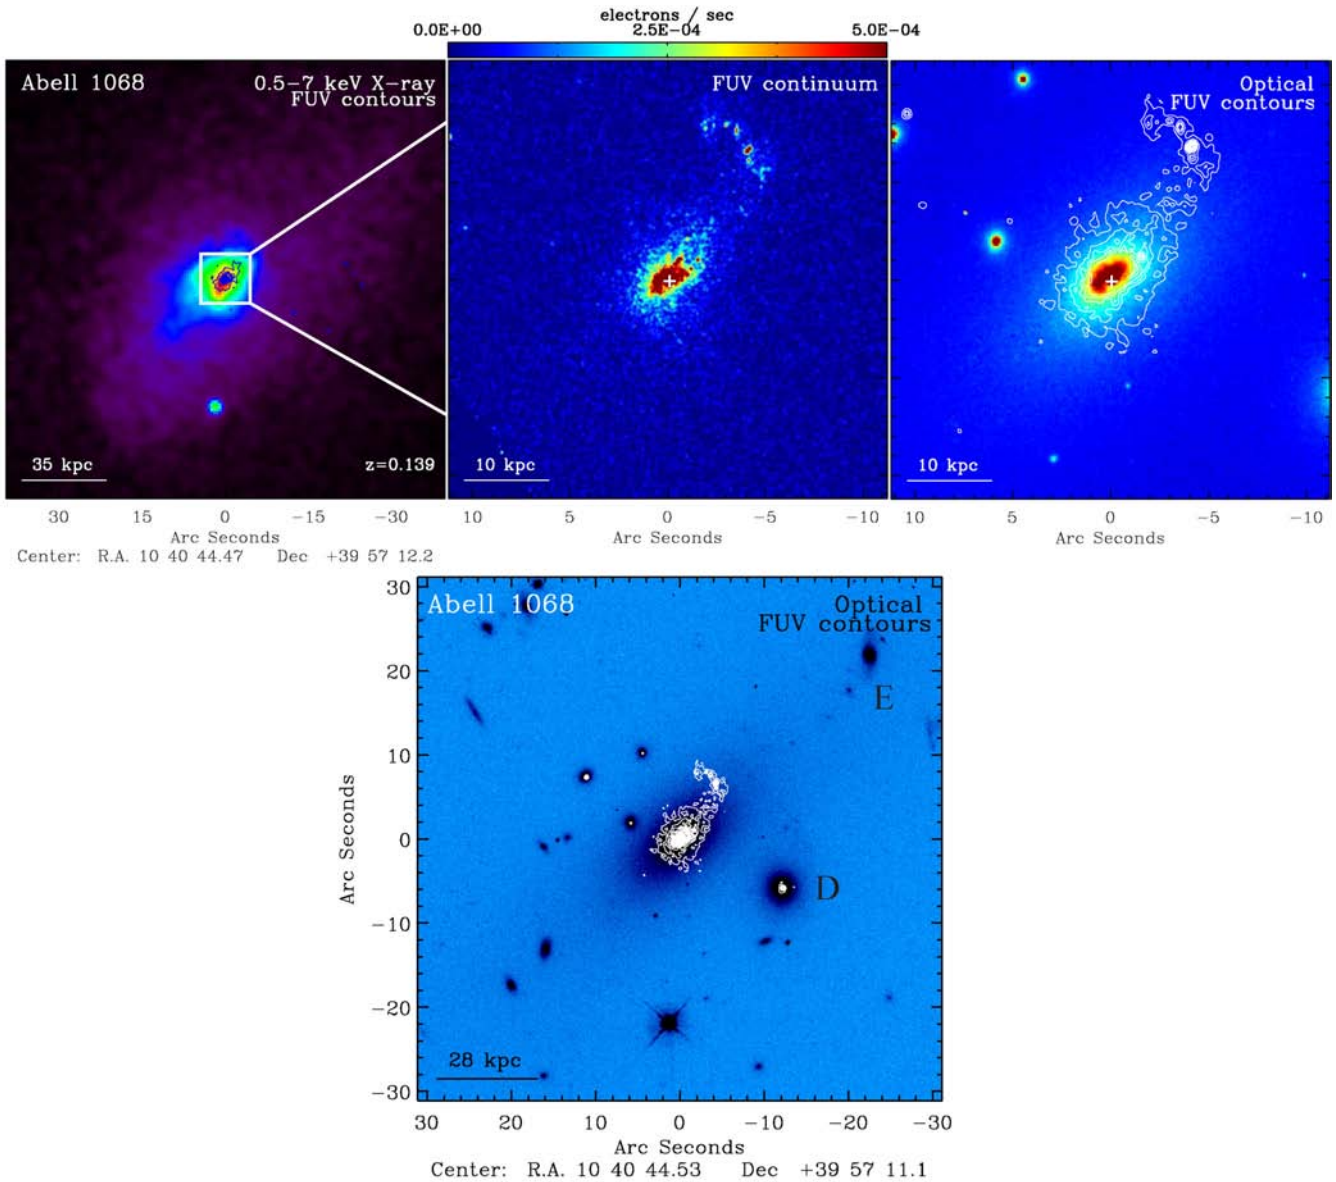 electrons / sec
0.0E+00 2.5E-04 5.0E-04
Abell 1068
0.5-7 keV X-ray
FUV contours
35 kpc
z=0.139
30 15 0 -15 -30
Arc Seconds
Center: R.A. 10 40 44.47 Dec +39 57 12.2
FUV continuum
10 kpc
10 5 0 -5 -10
Arc Seconds
Optical
FUV contours
10 kpc
10 5 0 -5 -10
Arc Seconds
Abell 1068
Optical
FUV contours
E
D
28 kpc
30
20
10
0
-10
-20
-30
Arc Seconds
30 20 10 0 -10 -20 -30
Arc Seconds
Center: R.A. 10 40 44.53 Dec +39 57 11.1